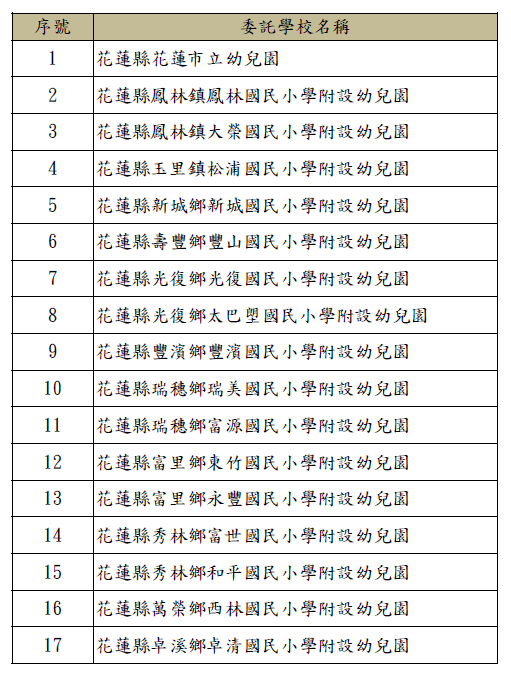 序號 委託學校名稱
1 花蓮縣花蓮市立幼兒園
2 花蓮縣鳳林鎮鳳林國民小學附設幼兒園
3 花蓮縣鳳林鎮大榮國民小學附設幼兒園
4 花蓮縣玉里鎮松浦國民小學附設幼兒園
5 花蓮縣新城鄉新城國民小學附設幼兒園
6 花蓮縣壽豐鄉豐山國民小學附設幼兒園
7 花蓮縣光復鄉光復國民小學附設幼兒園
8 花蓮縣光復鄉太巴塱國民小學附設幼兒園
9 花蓮縣豐濱鄉豐濱國民小學附設幼兒園
10 花蓮縣瑞穗鄉瑞美國民小學附設幼兒園
11 花蓮縣瑞穗鄉富源國民小學附設幼兒園
12 花蓮縣富里鄉東竹國民小學附設幼兒園
13 花蓮縣富里鄉永豐國民小學附設幼兒園
14 花蓮縣秀林鄉富世國民小學附設幼兒園
15 花蓮縣秀林鄉和平國民小學附設幼兒園
16 花蓮縣萬榮鄉西林國民小學附設幼兒園
17 花蓮縣卓溪鄉卓清國民小學附設幼兒園